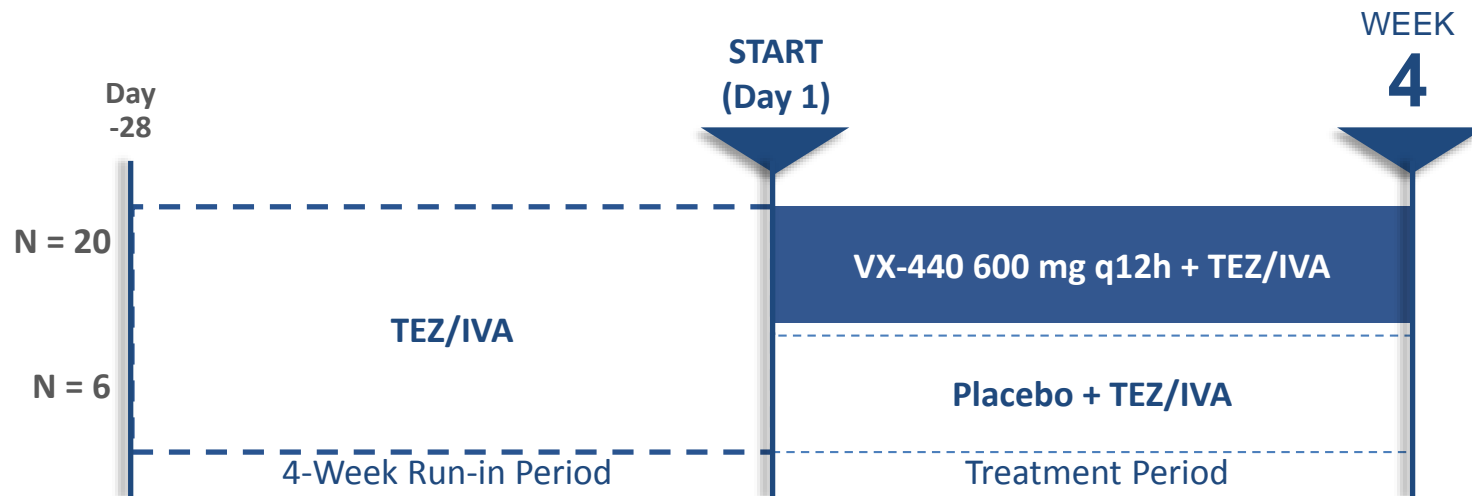 WEEK
4
START
(Day 1)
Day
-28
N = 20
VX-440 600 mg q12h + TEZ/IVA
TEZ/IVA
N = 6
Placebo + TEZ/IVA
4-Week Run-in Period
Treatment Period